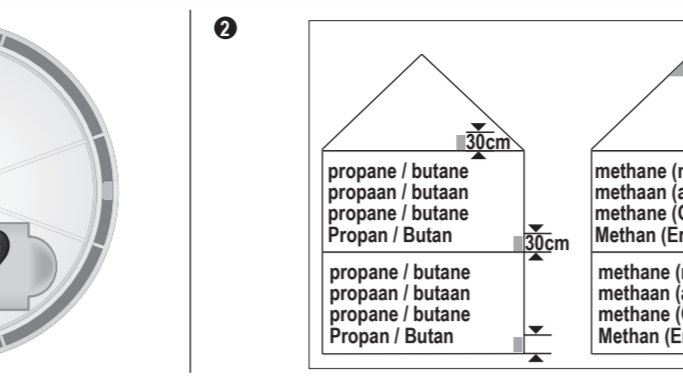 2
30cm
propane / butane
propaan / butaan
propane / butane
Propan / Butan
30cm
propane / butane
propaan / butaan
propane / butane
Propan / Butan
methane
methaan
methane
Methan
methane
methaan
methane
Methan